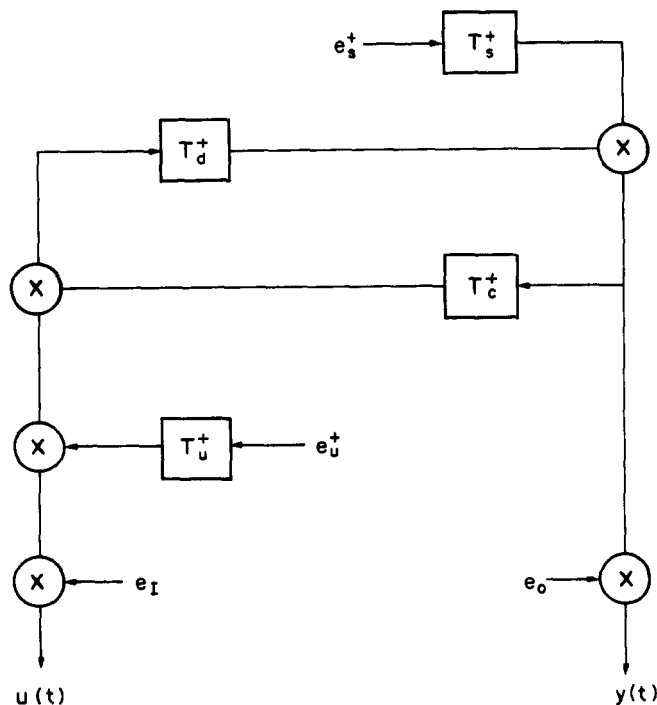 e_s^+ T_s^+
T_d^+ X
X T_c^+
X T_u^+ e_u^+
X e_I e_o X
u(t) y(t)